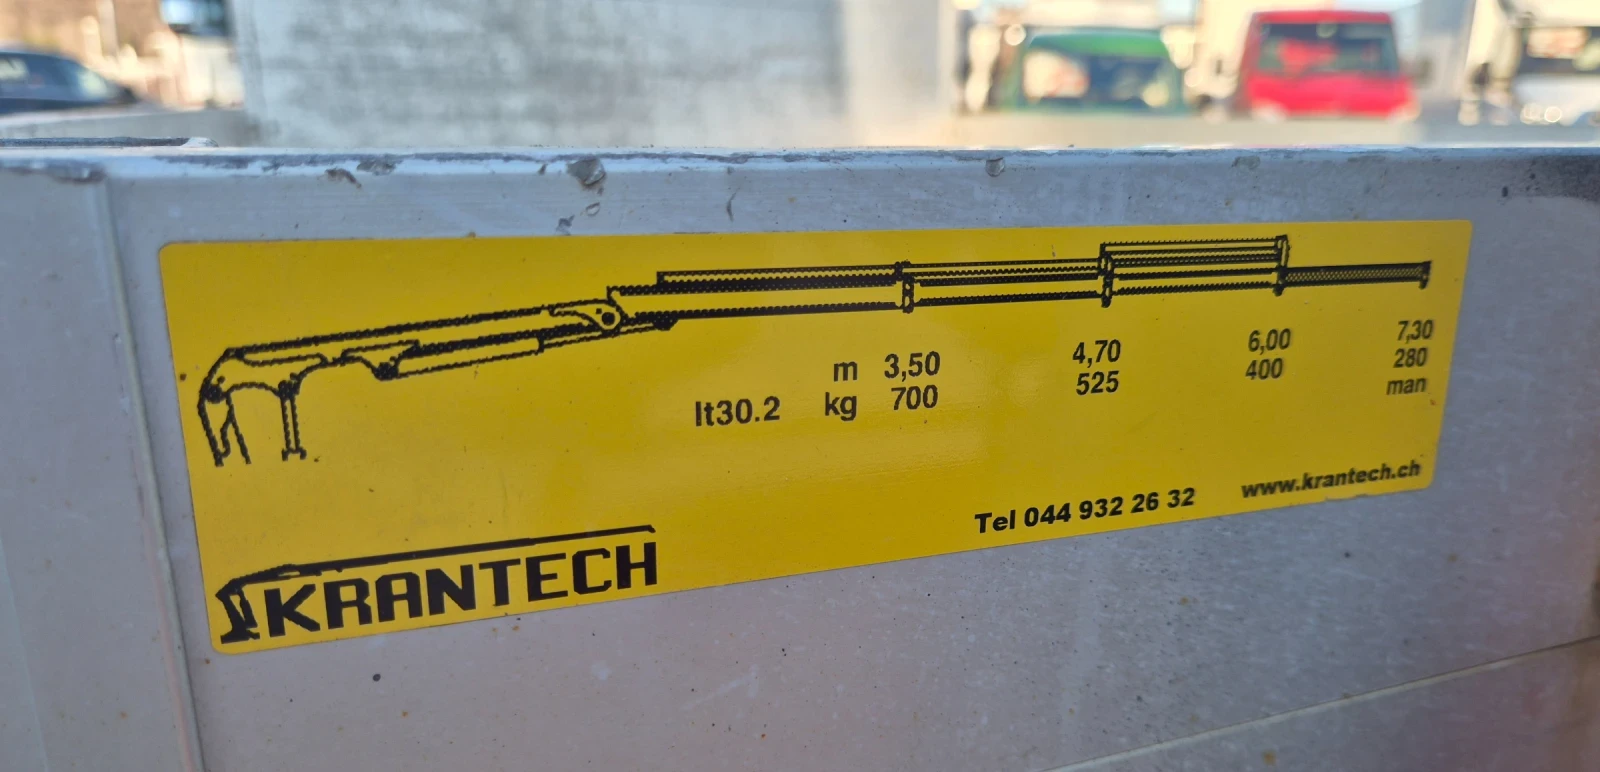 m 3,50 4,70 6,00 7,30
lt30.2 kg 700 525 400 280
man
Tel 044 932 26 32 www.krantech.ch
KRANTECH